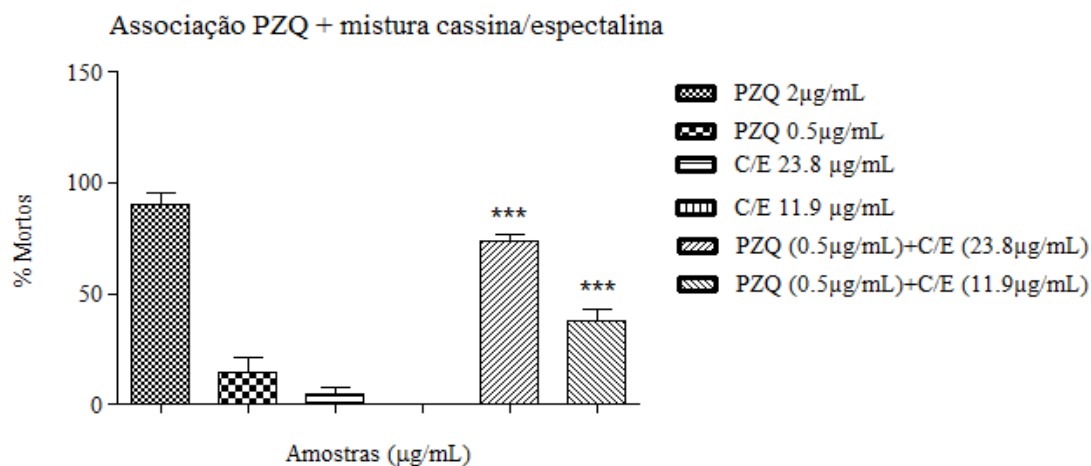 Associação PZQ + mistura cassina/espectalina
150
100
50
0
% Mortos
***
***
Amostras (µg/mL)
PZQ 2µg/mL
PZQ 0.5µg/mL
C/E 23.8 µg/mL
C/E 11.9 µg/mL
PZQ (0.5µg/mL)+C/E (23.8µg/mL)
PZQ (0.5µg/mL)+C/E (11.9µg/mL)